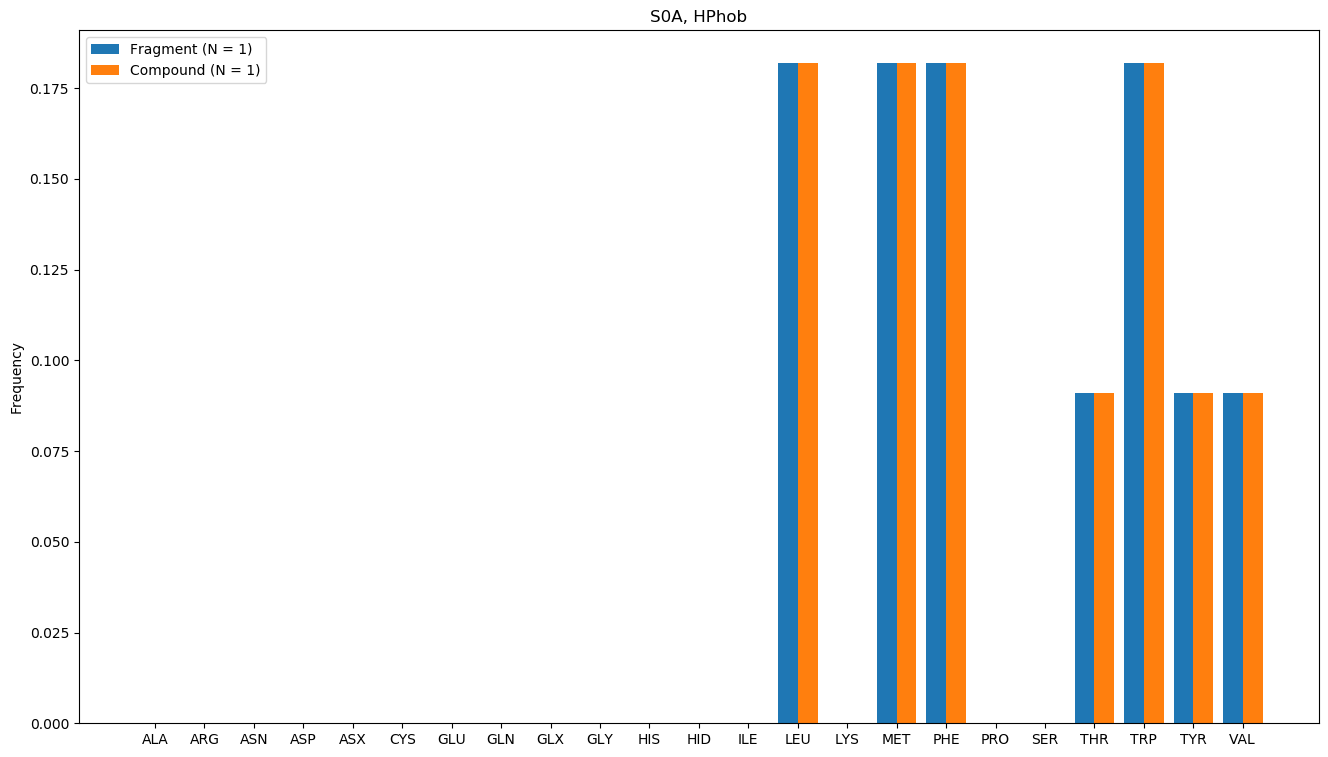 S0A, HPhob
Fragment (N = 1)
Compound (N = 1)
Frequency
0.175
0.150
0.125
0.100
0.075
0.050
0.025
0.000
ALA ARG ASN ASP ASX CYS GLU GLN GLX GLY HIS HID ILE LEU LYS MET PHE PRO SER THR TRP TYR VAL